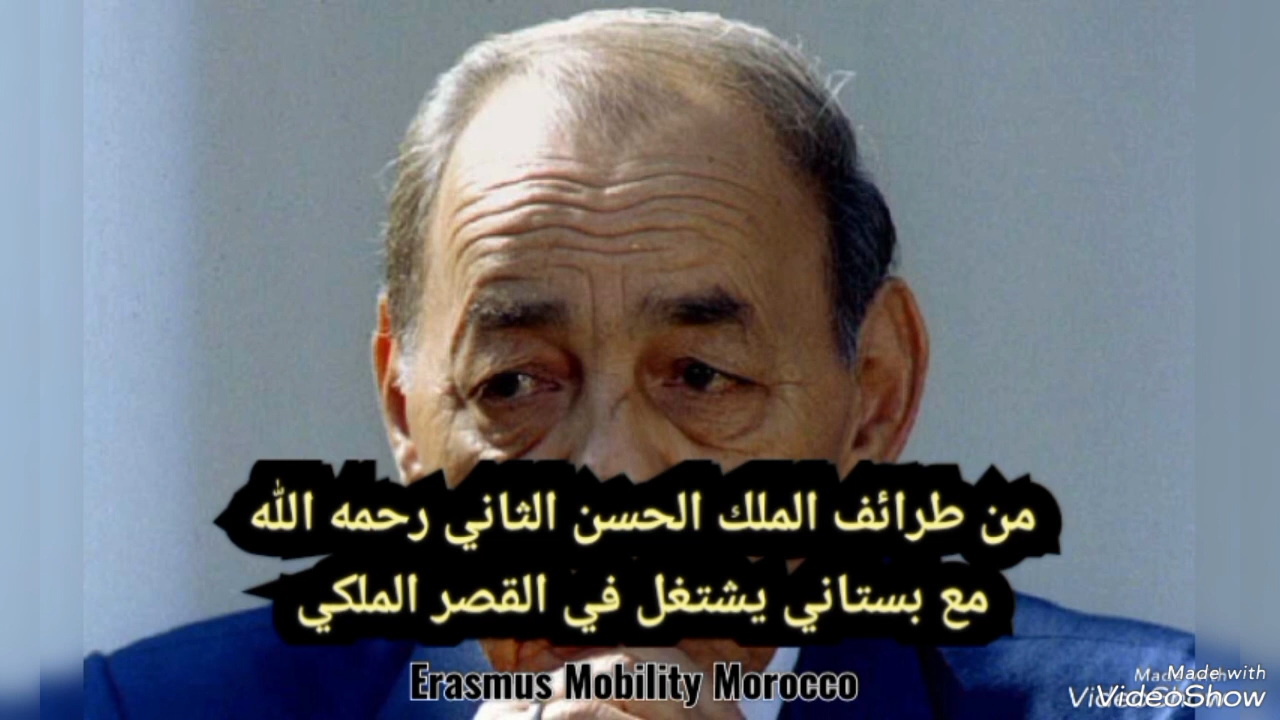 من طرائف الملك الحسن الثاني رحمه الله
مع بستاني يشتغل في القصر الملكي
Erasmus Mobility Morocco
Made with
VideoShow